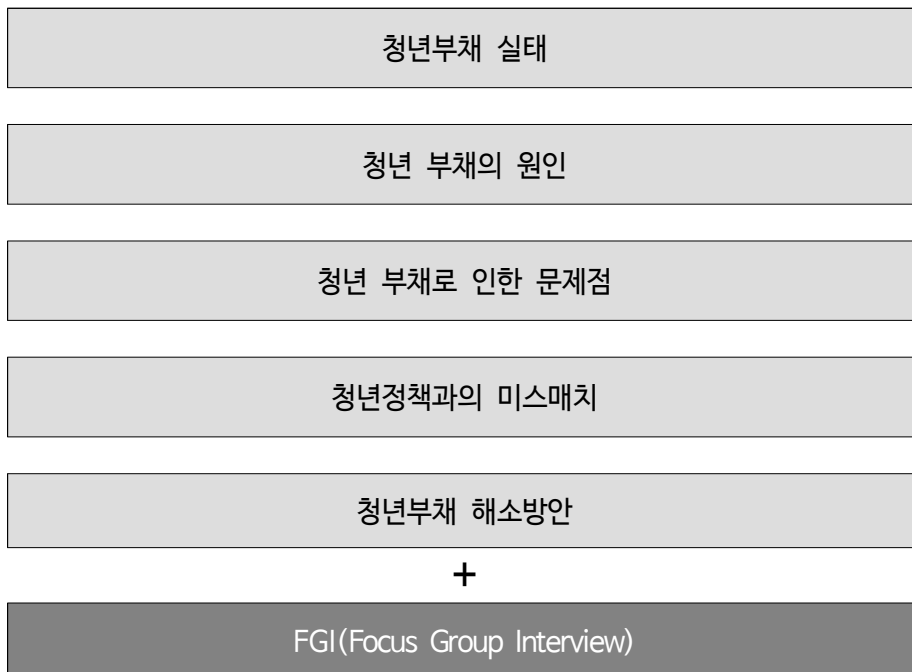 청년부채 실태
청년 부채의 원인
청년 부채로 인한 문제점
청년정책과의 미스매치
청년부채 해소방안
+
FGI(Focus Group Interview)